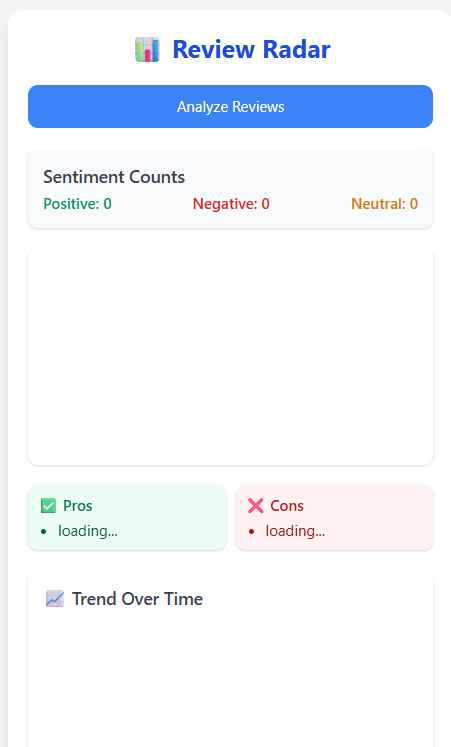 Review Radar
Analyze Reviews
Sentiment Counts
Positive: 0 Negative: 0 Neutral: 0
Pros
loading...
Cons
loading...
Trend Over Time